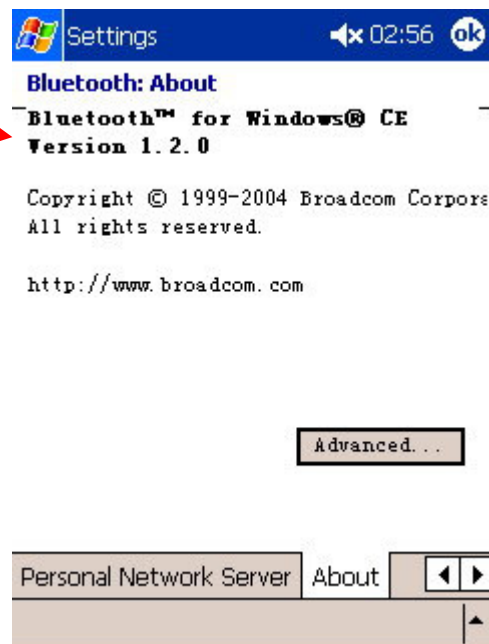 Settings 02:56 ok
Bluetooth: About
Bluetooth™ for Windows® CE
Version 1.2.0
Copyright © 1999-2004 Broadcom Corpora
All rights reserved.
http://www.broadcom.com
Advanced...
Personal Network Server About